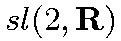 sl(2, R)